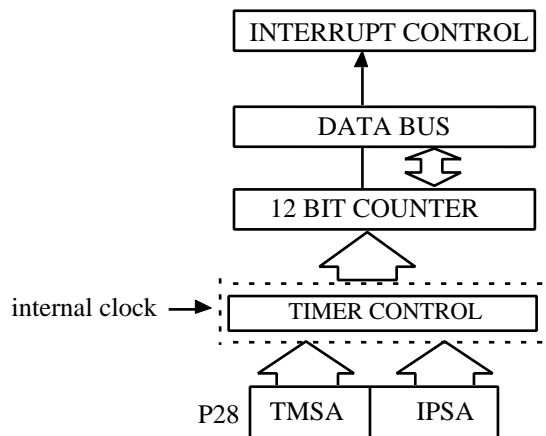 INTERRUPT CONTROL
DATA BUS
12 BIT COUNTER
internal clock
TIMER CONTROL
P28 TMSA IPSA